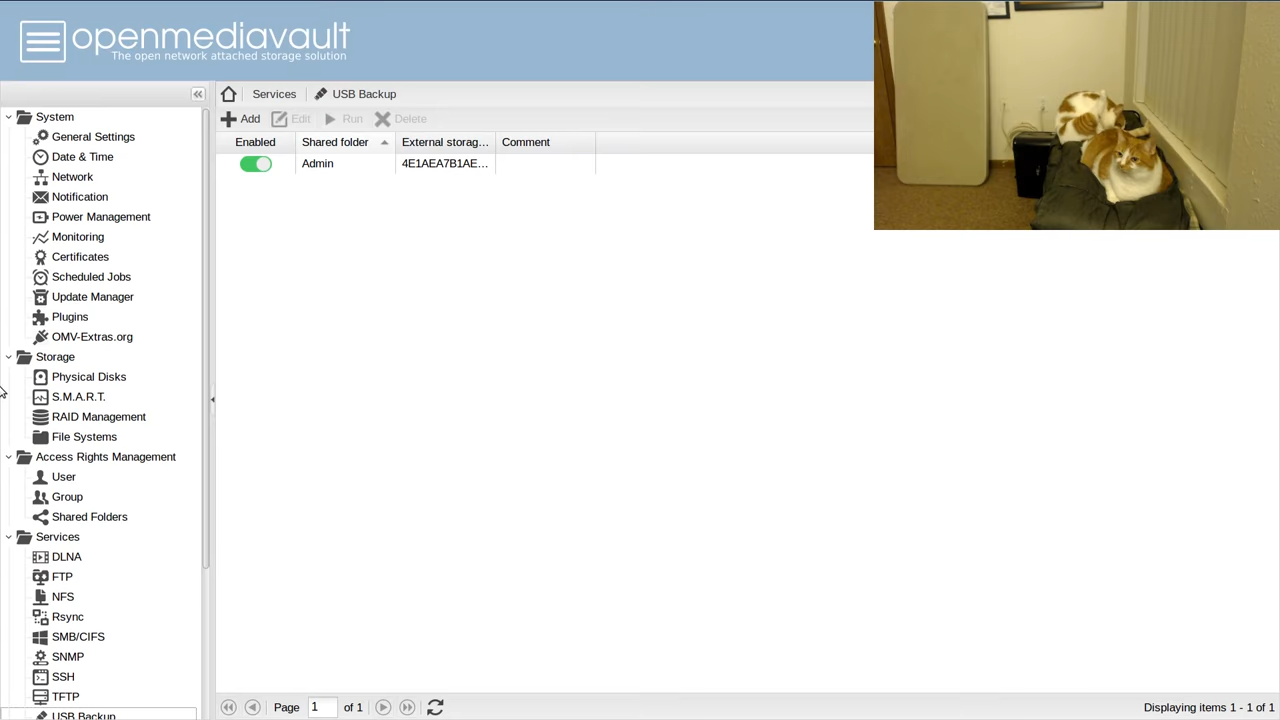 openmediavault
The open network attached storage solution
Services
USB Backup
Add
Edit
Run
Delete
Enabled
Shared folder
External storag...
Comment
Admin
4E1AEA7B1AE...
System
General Settings
Date & Time
Network
Notification
Power Management
Monitoring
Certificates
Scheduled Jobs
Update Manager
Plugins
OMV-Extras.org
Storage
Physical Disks
S.M.A.R.T.
RAID Management
File Systems
Access Rights Management
User
Group
Shared Folders
Services
DLNA
FTP
NFS
Rsync
SMB/CIFS
SNMP
SSH
TFTP
USB Backup
Page 1 of 1
Displaying items 1 - 1 of 1